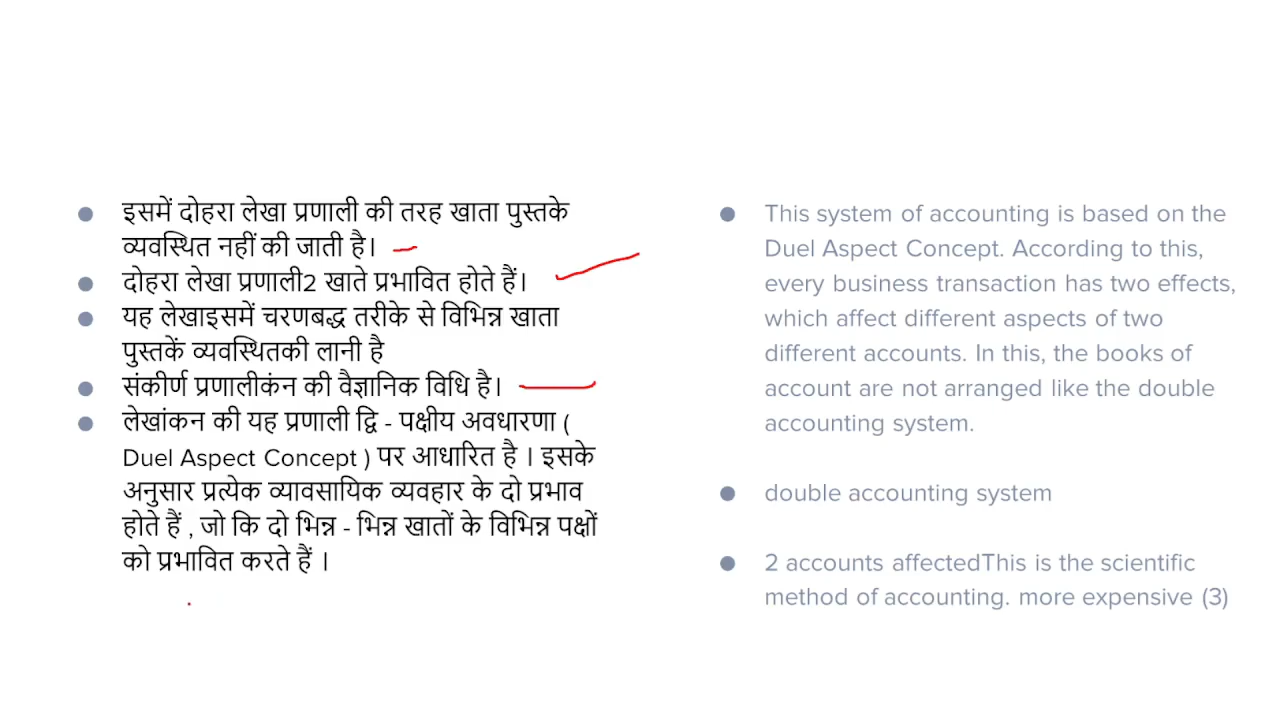 इसमें दोहरा लेखा प्रणाली की तरह खाता पुस्तके
व्यवस्थित नहीं की जाती है।
दोहरा लेखा प्रणाली2 खाते प्रभावित होते हैं।
यह लेखाइसमें चरणबद्ध तरीके से विभिन्न खाता
पुस्तकें व्यवस्थितकी लानी है
संकीर्ण प्रणालीकंन की वैज्ञानिक विधि है।
लेखांकन की यह प्रणाली द्वि - पक्षीय अवधारणा (
Duel Aspect Concept ) पर आधारित है । इसके
अनुसार प्रत्येक व्यावसायिक व्यवहार के दो प्रभाव
होते हैं , जो कि दो भिन्न - भिन्न खातों के विभिन्न पक्षों
को प्रभावित करते हैं ।
This system of accounting is based on the
Duel Aspect Concept. According to this,
every business transaction has two effects,
which affect different aspects of two
different accounts. In this, the books of
account are not arranged like the double
accounting system.
double accounting system
2 accounts affectedThis is the scientific
method of accounting. more expensive (3)